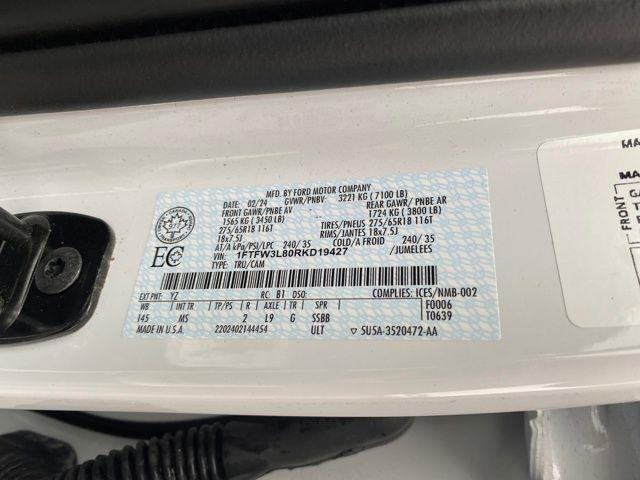 MFD. BY FORD MOTOR COMPANY
DATE: 02/24 GVWR/PNBV: 3221 KG ( 7100 LB)
FRONT GAWR/PNBE AV REAR GAWR/ PNBE AR
1565 KG ( 3450 LB) 1724 KG ( 3800 LB)
275/65R18 116T TIRES/PNEUS 275/65R18 116T
18x7.5J RIMS/JANTES 18x7.5J
AT/A kPa/PSI/LPC 240/ 35 COLD/A FROID 240/ 35
VIN: 1FTFW3L80RKD19427 /JUMELEES
TYPE: TRU/CAM
EC
EXT PNT: YZ RC: B1 DSO: COMPLIES: ICES/NMB-002
WB INT TR TP/PS R AXLE TR SPR F0006
145 MS 2 L9 G SSBB T0639
MADE IN U.S.A. 2202402144454 ULT ▽ 5U5A-3520472-AA
MA